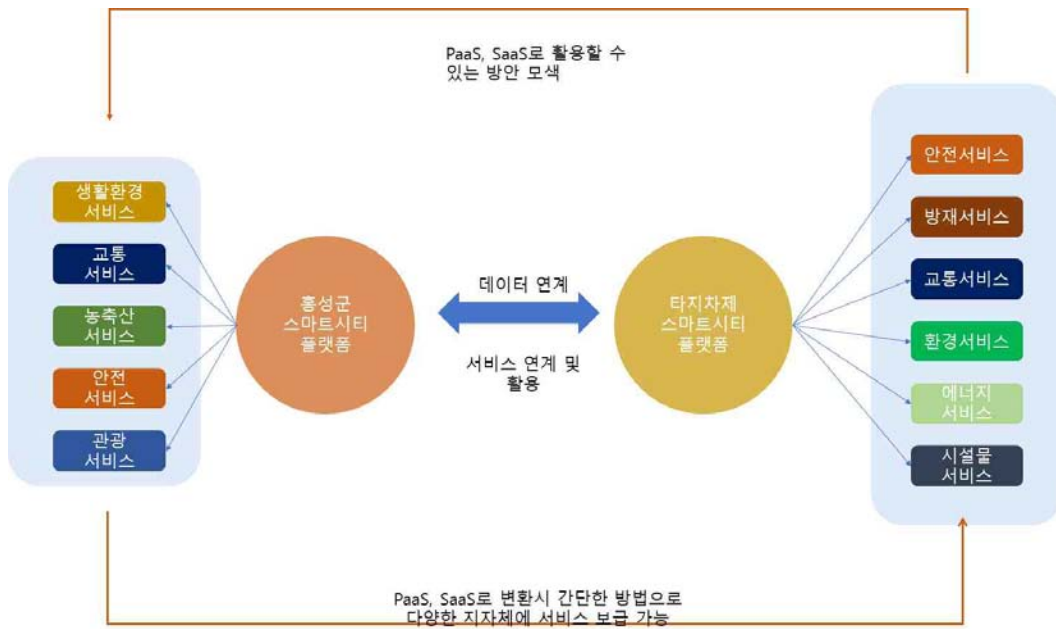 PaaS, SaaS로 활용할 수
있는 방안 모색
생활환경
서비스
교통
서비스
농축산
서비스
안전
서비스
관광
서비스
홍성군
스마트시티
플랫폼
데이터 연계
서비스 연계 및
활용
타지차제
스마트시티
플랫폼
안전서비스
방재서비스
교통서비스
환경서비스
에너지
서비스
시설물
서비스
PaaS, SaaS로 변환시 간단한 방법으로
다양한 지자체에 서비스 보급 가능